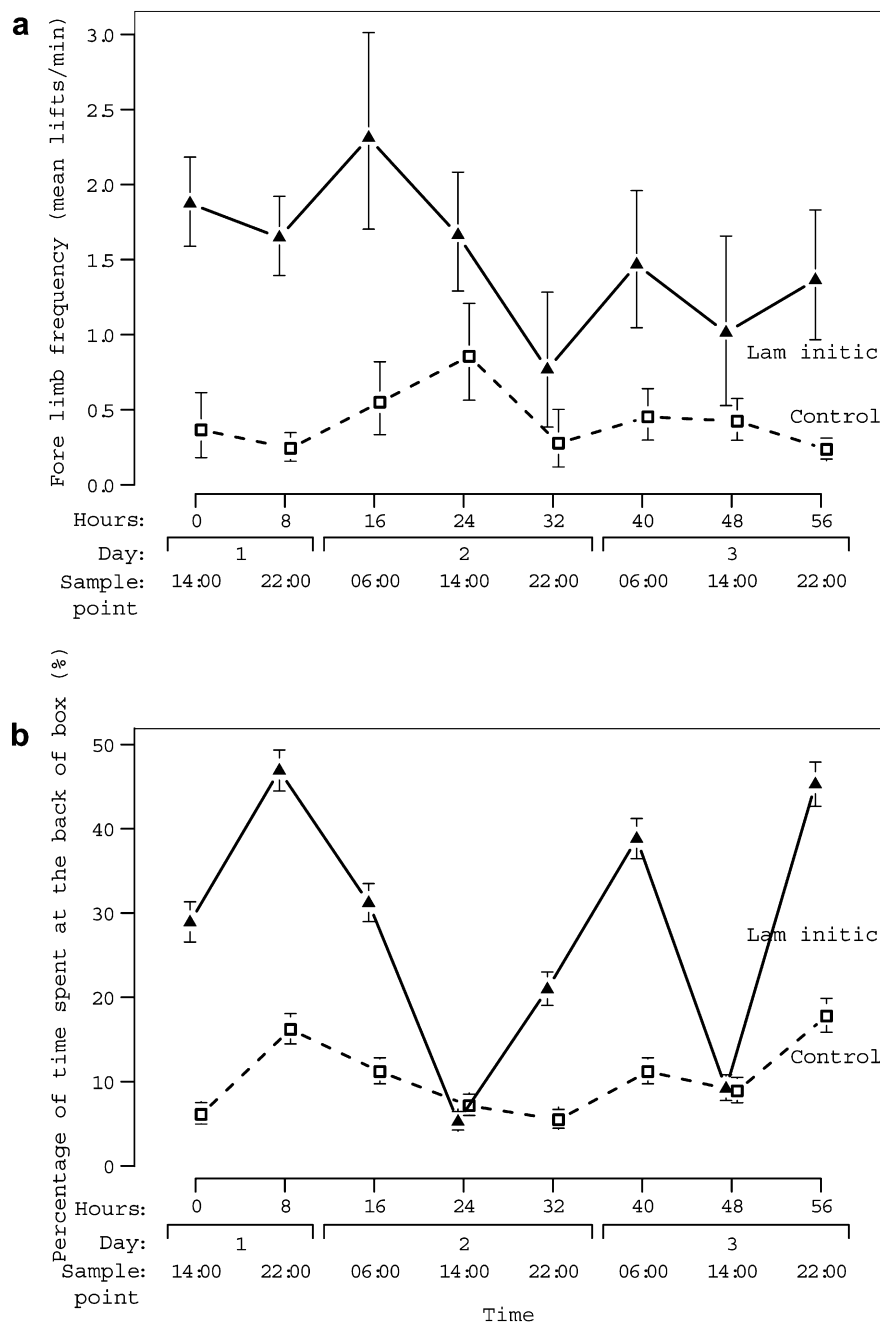 a
Fore limb frequency (mean lifts/min)
3.0
2.5
2.0
1.5
1.0
0.5
0.0
Lam initic
Control
Hours: 0 8 16 24 32 40 48 56
Day: 1 2 3
Sample: 14:00 22:00 06:00 14:00 22:00 06:00 14:00 22:00
point
b
Percentage of time spent at the back of box (%)
50
40
30
20
10
0
Lam initic
Control
Hours: 0 8 16 24 32 40 48 56
Day: 1 2 3
Sample: 14:00 22:00 06:00 14:00 22:00 06:00 14:00 22:00
point
Time